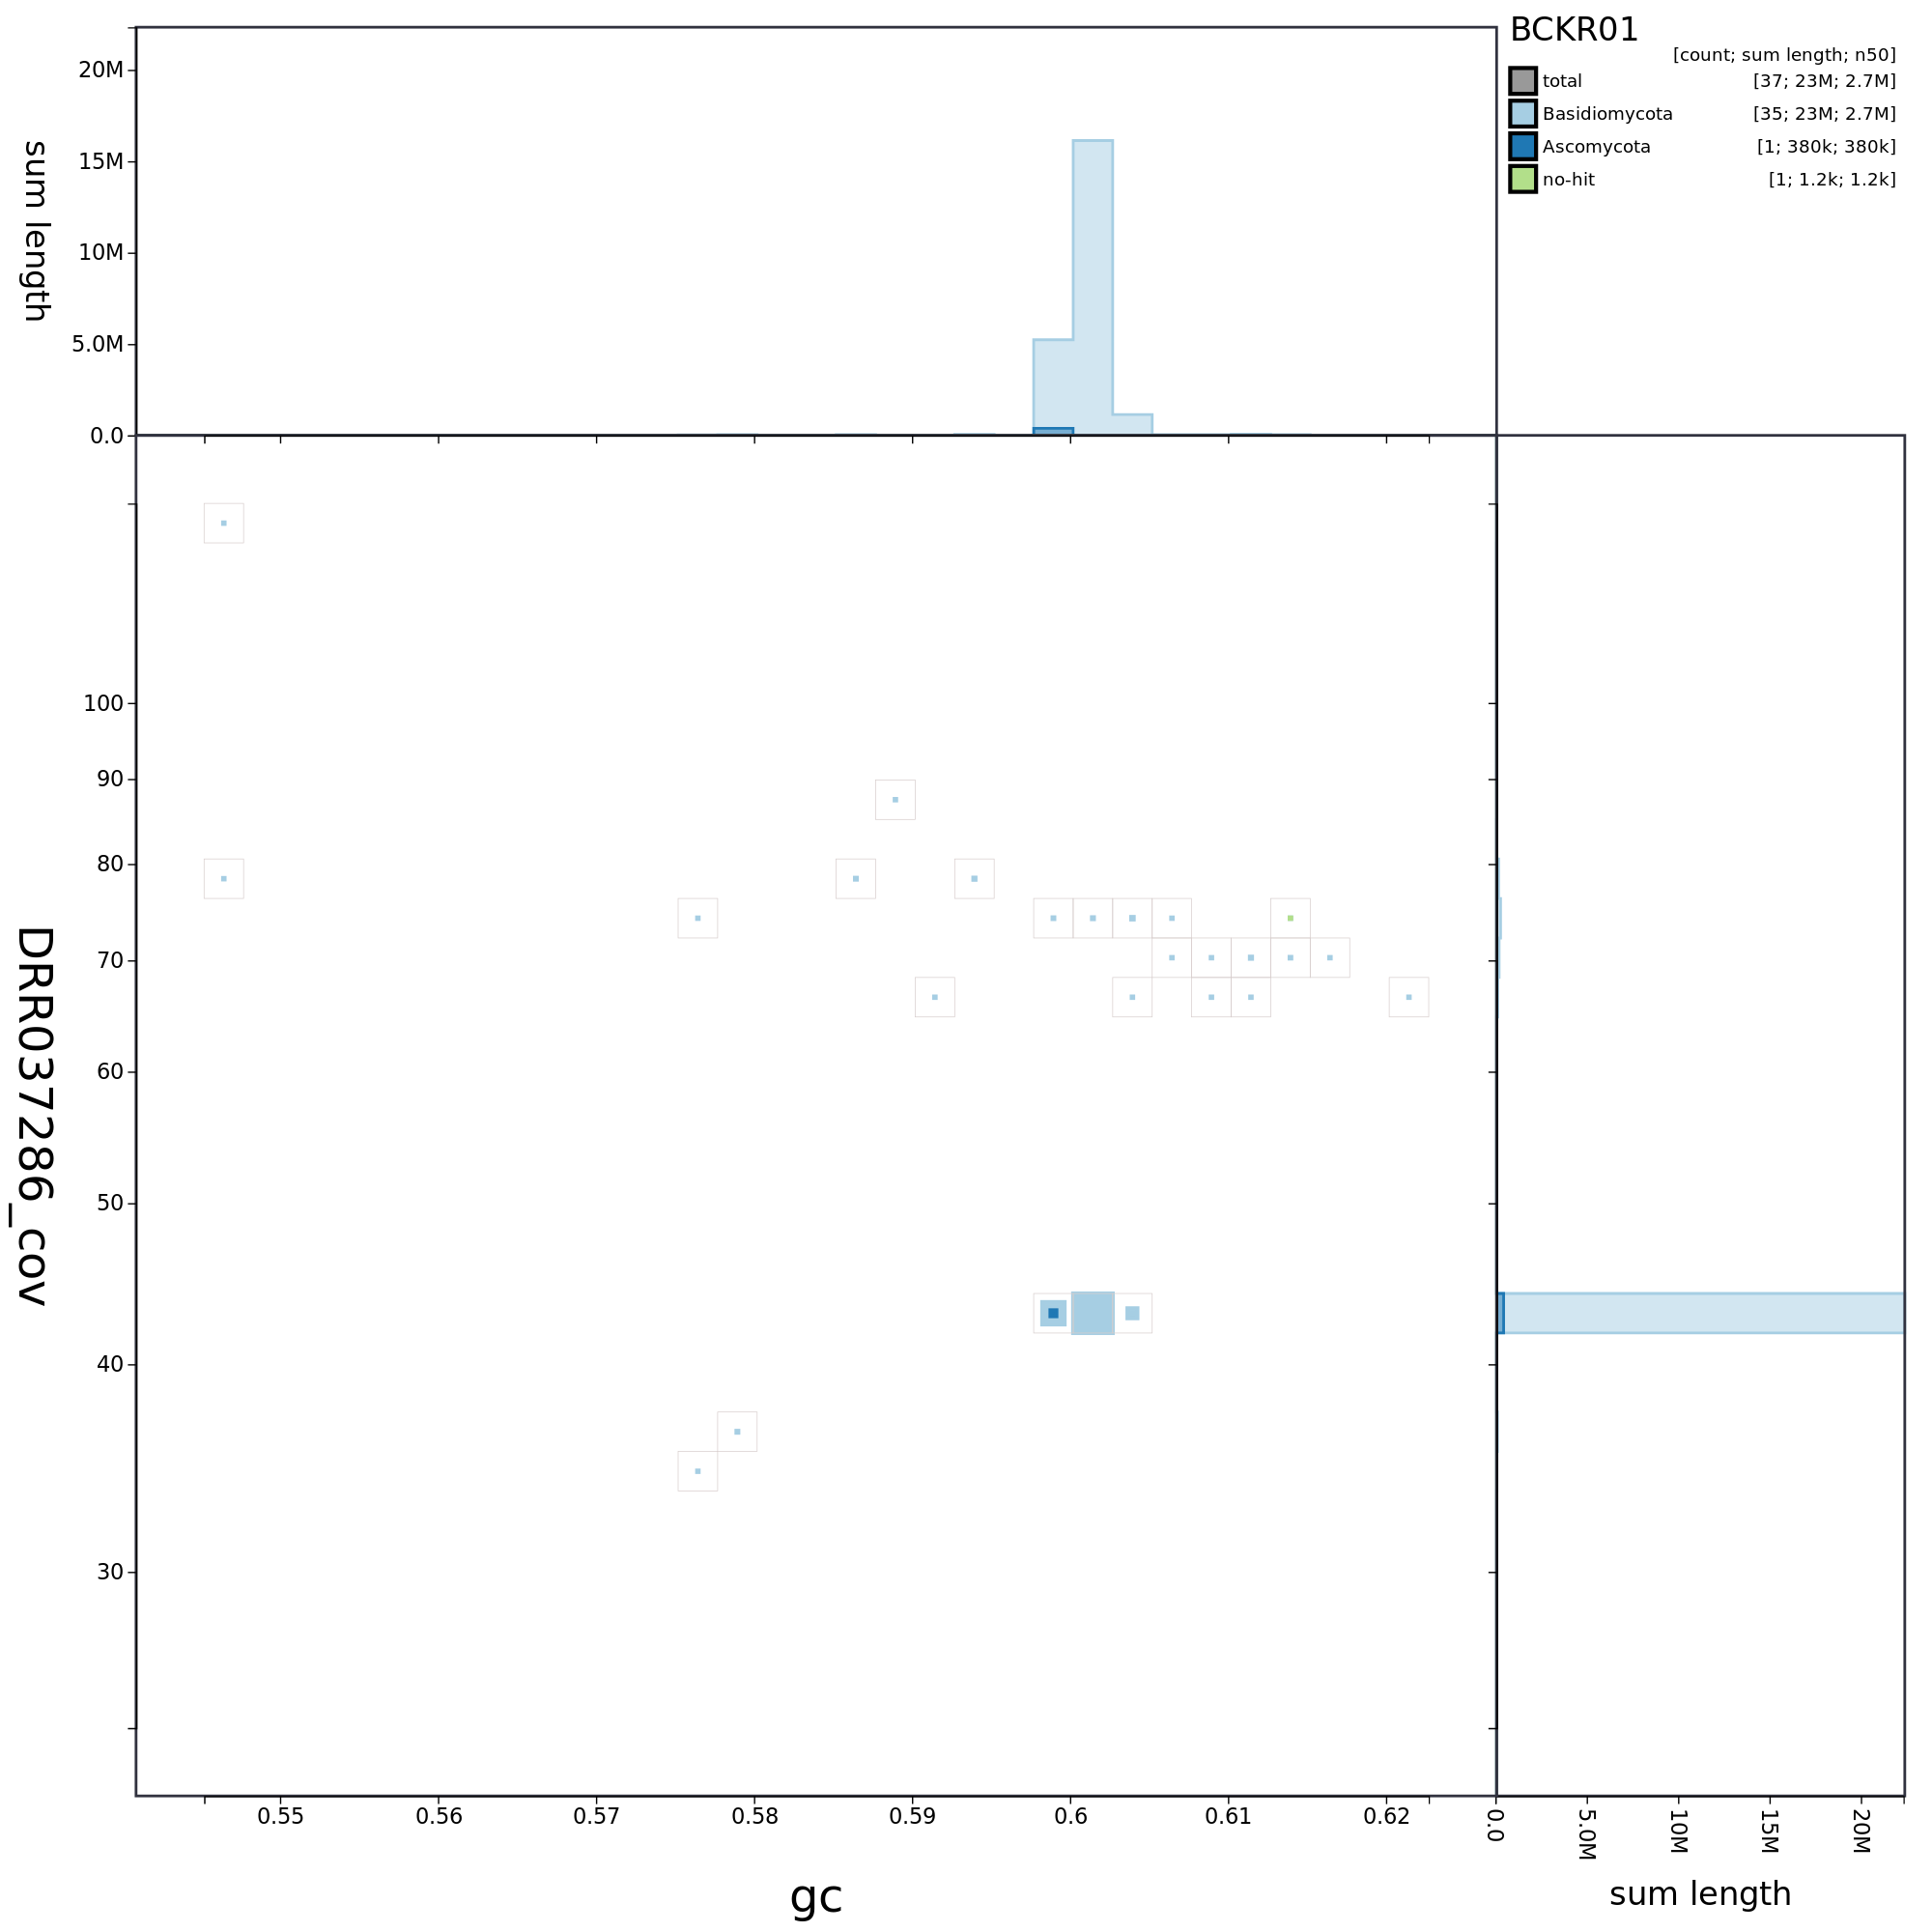 BCKR01
[count; sum length; n50]
total [37; 23M; 2.7M]
Basidiomycota [35; 23M; 2.7M]
Ascomycota [1; 380k; 380k]
no-hit [1; 1.2k; 1.2k]
sum length
20M
15M
10M
5.0M
0.0
DRR037286_cov
100
90
80
70
60
50
40
30
0.55 0.56 0.57 0.58 0.59 0.6 0.61 0.62
gc
0.0 5.0M 10M 15M 20M
sum length